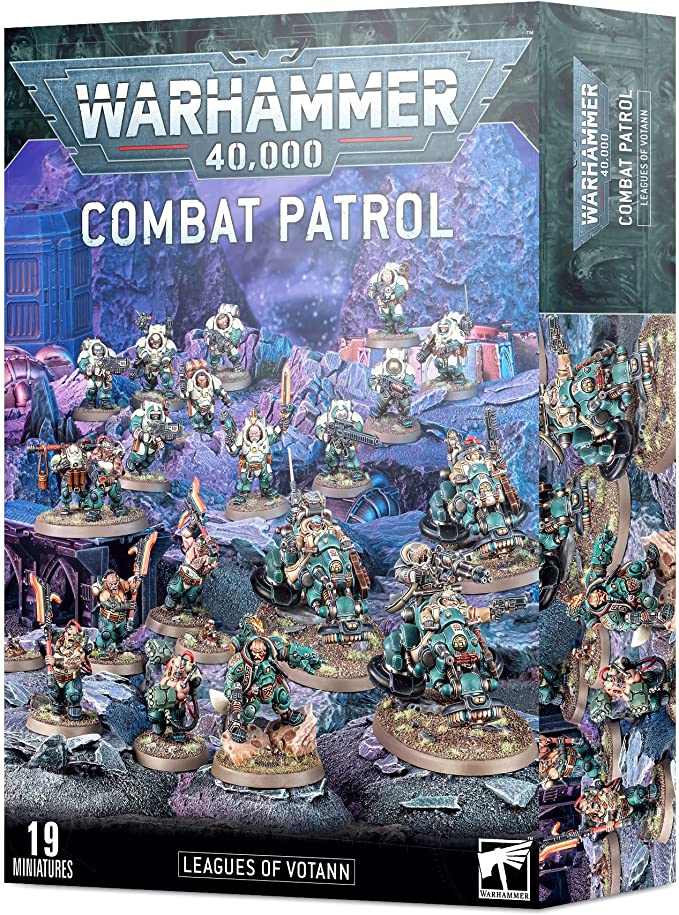 WARHAMMER
40,000
COMBAT PATROL
19
MINIATURES
LEAGUES OF VOTANN
WARHAMMER
WARHAMMER
40,000
COMBAT PATROL
LEAGUES OF VOTANN